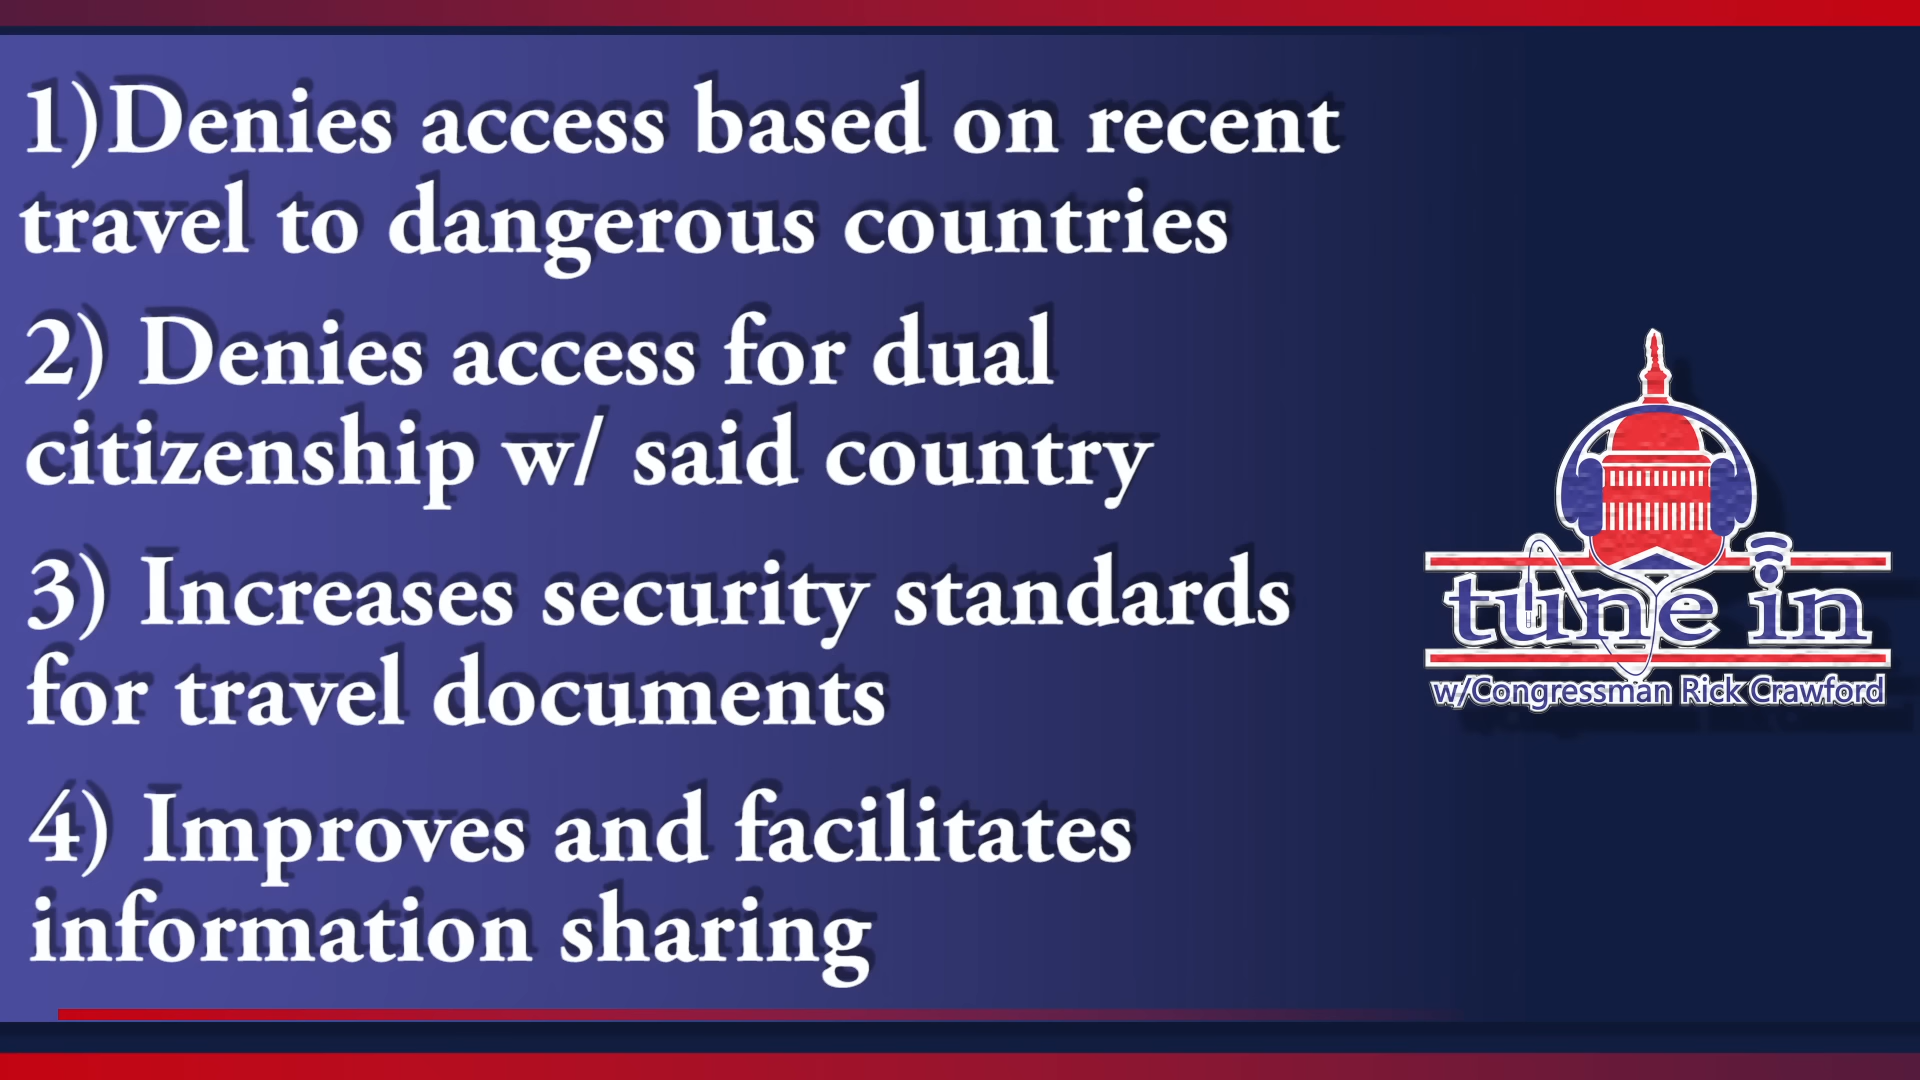 1)Denies access based on recent
travel to dangerous countries
2) Denies access for dual
citizenship w/ said country
3) Increases security standards
for travel documents
4) Improves and facilitates
information sharing
tune in
w/Congressman Rick Crawford